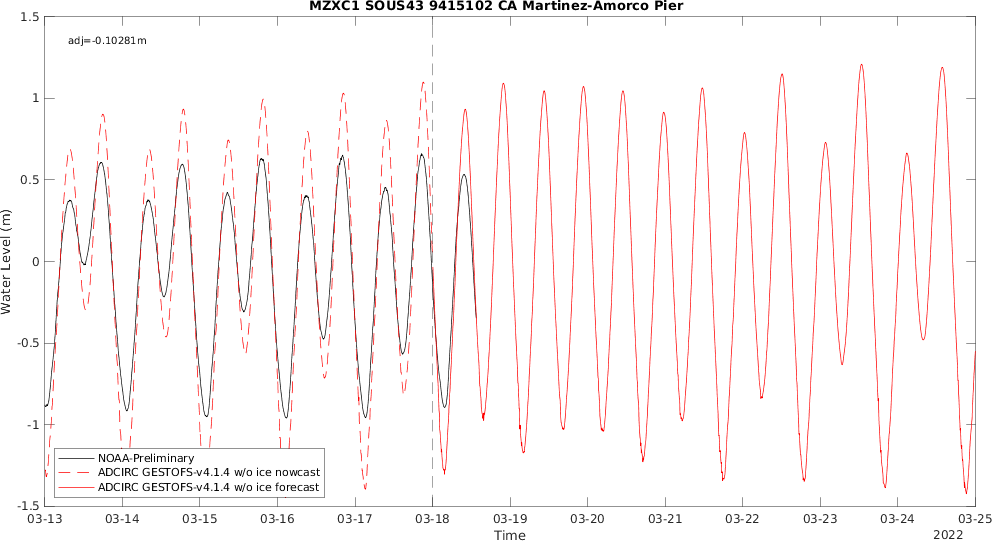 MZXC1 SOUS43 9415102 CA Martinez-Amorco Pier
adj=-0.10281m
1.5
1
0.5
0
-0.5
-1
-1.5
Water Level (m)
NOAA-Preliminary
ADCIRC GESTOFS-v4.1.4 w/o ice nowcast
ADCIRC GESTOFS-v4.1.4 w/o ice forecast
03-13 03-14 03-15 03-16 03-17 03-18 03-19 03-20 03-21 03-22 03-23 03-24 03-25
Time
2022